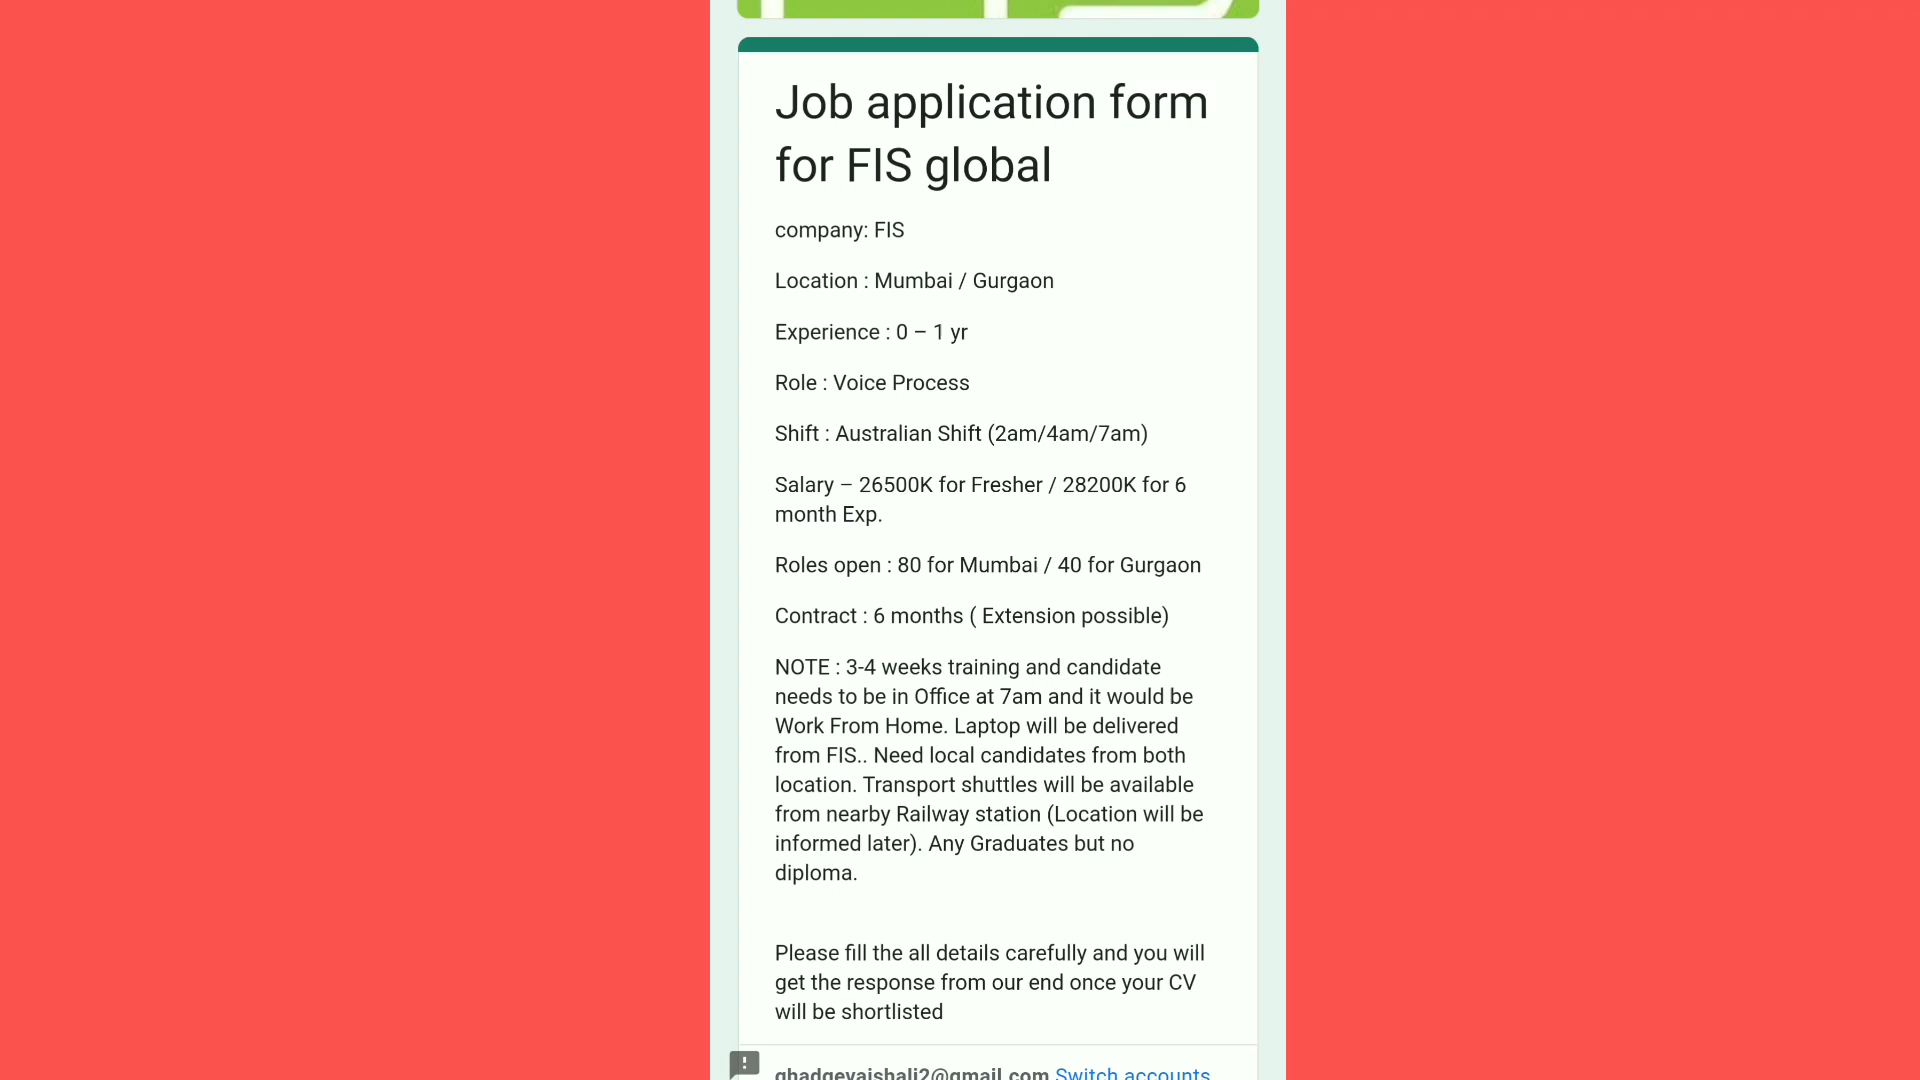 Job application form
for FIS global
company: FIS
Location : Mumbai / Gurgaon
Experience : 0 – 1 yr
Role : Voice Process
Shift : Australian Shift (2am/4am/7am)
Salary – 26500K for Fresher / 28200K for 6
month Exp.
Roles open : 80 for Mumbai / 40 for Gurgaon
Contract : 6 months ( Extension possible)
NOTE : 3-4 weeks training and candidate
needs to be in Office at 7am and it would be
Work From Home. Laptop will be delivered
from FIS.. Need local candidates from both
location. Transport shuttles will be available
from nearby Railway station (Location will be
informed later). Any Graduates but no
diploma.
Please fill the all details carefully and you will
get the response from our end once your CV
will be shortlisted
ghadgevaishali2@gmail.com Switch accounts